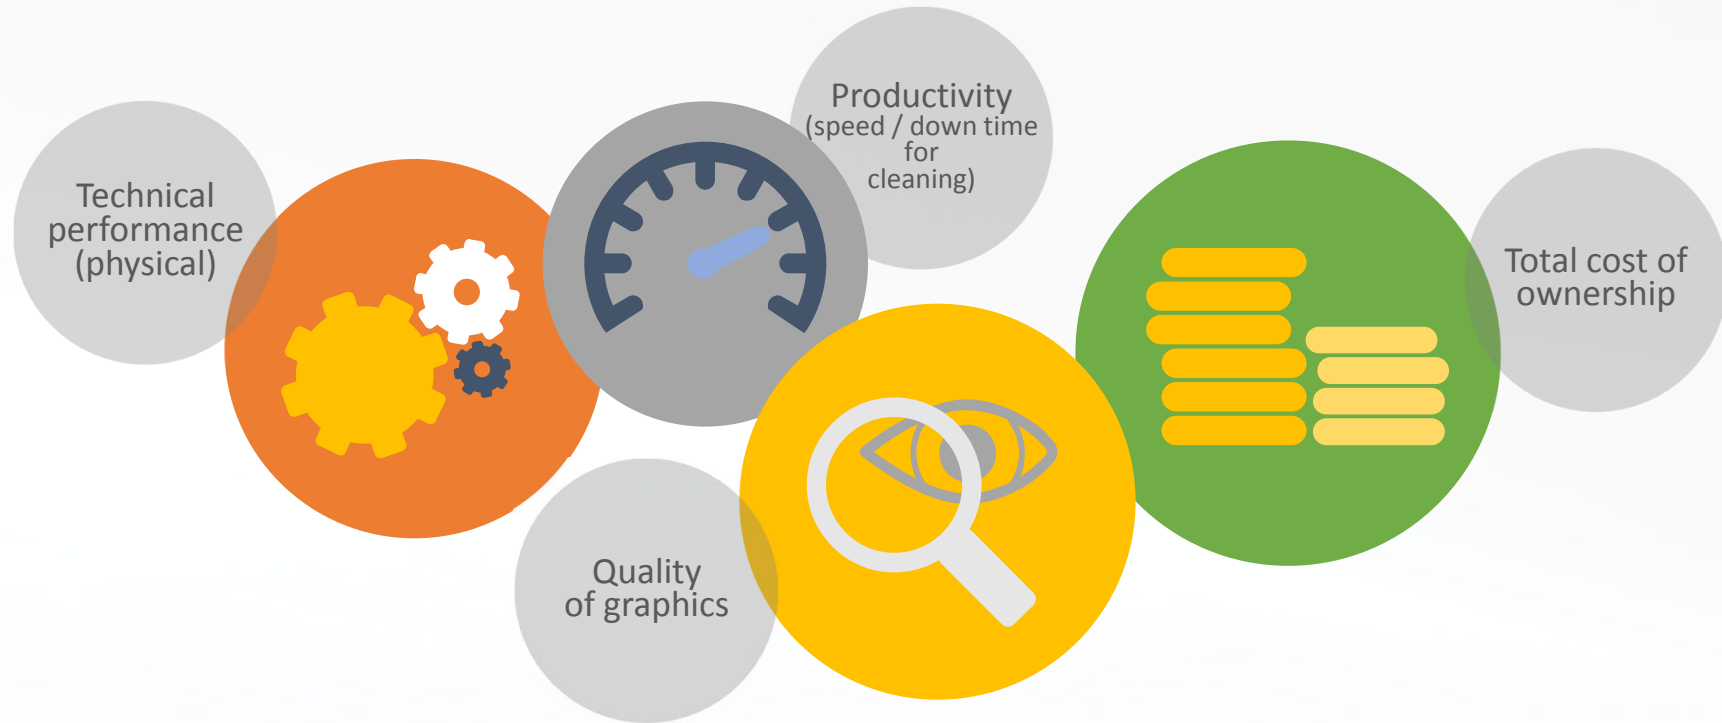 Technical
performance
(physical)
Productivity
(speed / down time
for
cleaning)
Quality
of graphics
Total cost of
ownership